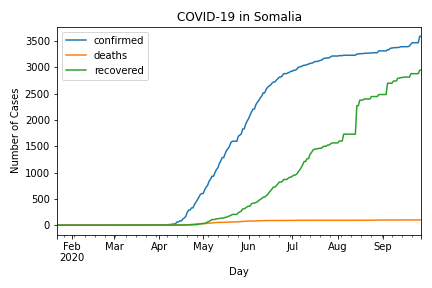 COVID-19 in Somalia
confirmed
deaths
recovered
Number of Cases
3500
3000
2500
2000
1500
1000
500
0
Feb Mar Apr May Jun Jul Aug Sep
2020
Day